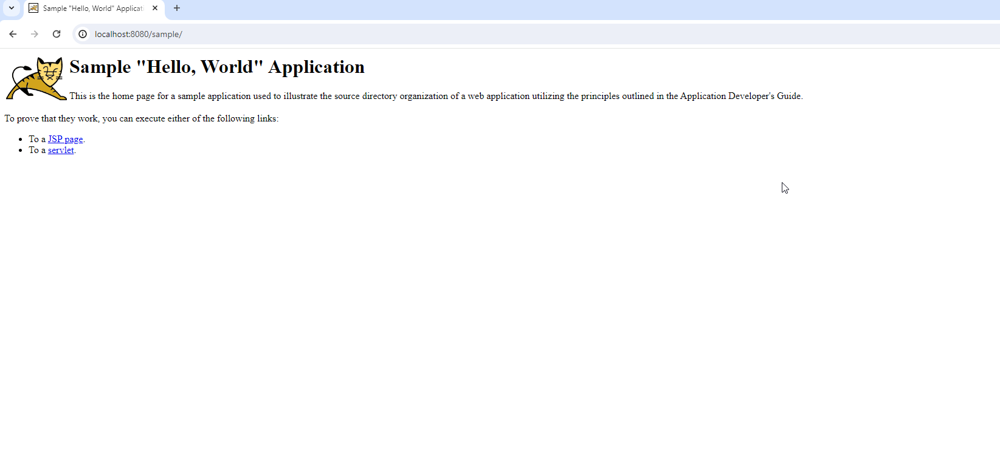 Sample "Hello, World" Applicat
localhost:8080/sample/
Sample "Hello, World" Application
This is the home page for a sample application used to illustrate the source directory organization of a web application utilizing the principles outlined in the Application Developer's Guide.
To prove that they work, you can execute either of the following links:
To a JSP page.
To a servlet.